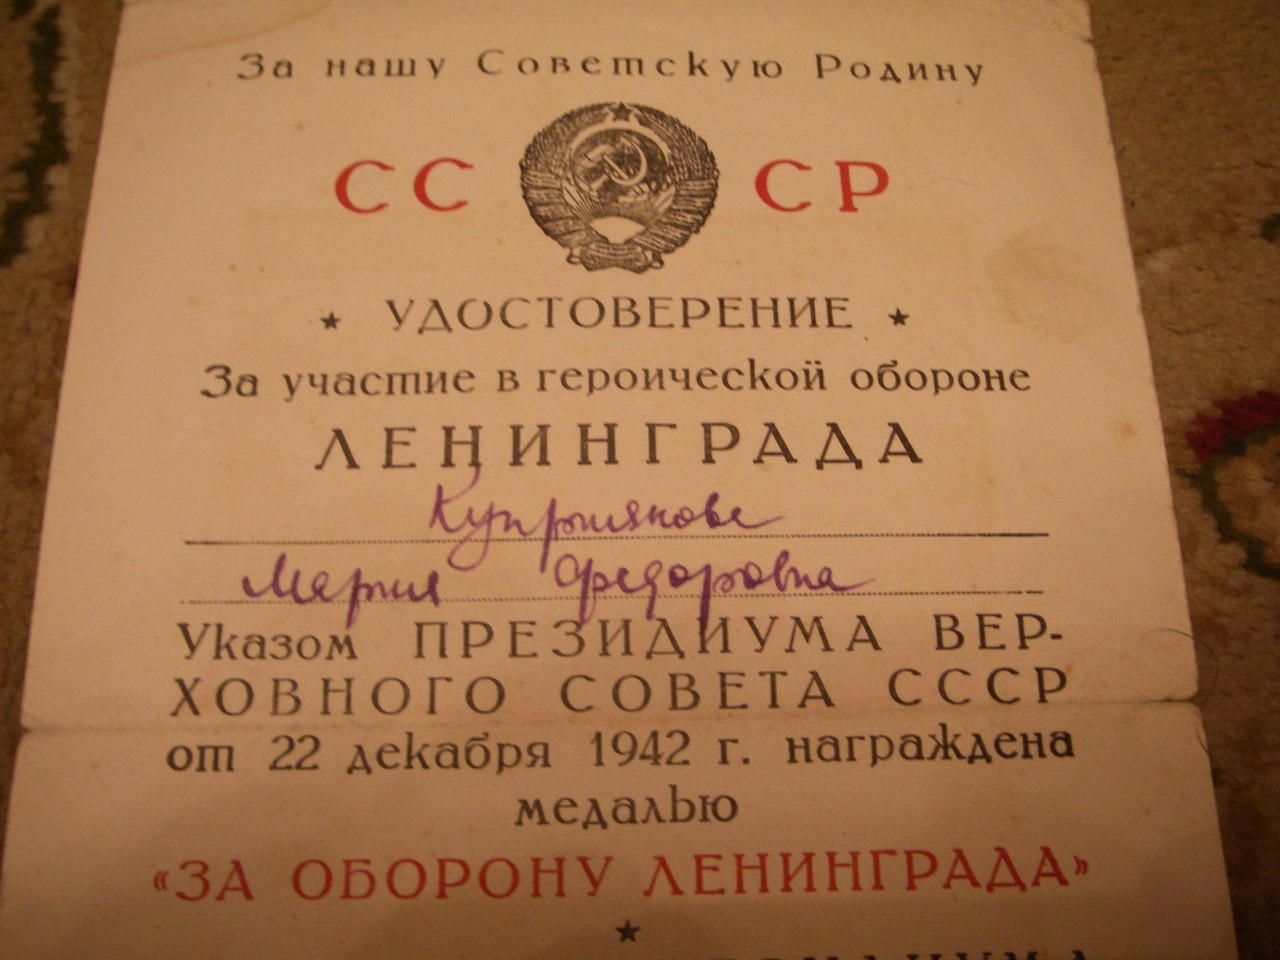 За нашу Советскую Родину
СС СР
★ УДОСТОВЕРЕНИЕ ★
За участие в героической обороне
ЛЕНИНГРАДА
Куприянова
Мария Федоровна
Указом ПРЕЗИДИУМА ВЕР-
ХОВНОГО СОВЕТА СССР
от 22 декабря 1942 г. награждена
медалью
«ЗА ОБОРОНУ ЛЕНИНГРАДА»
★